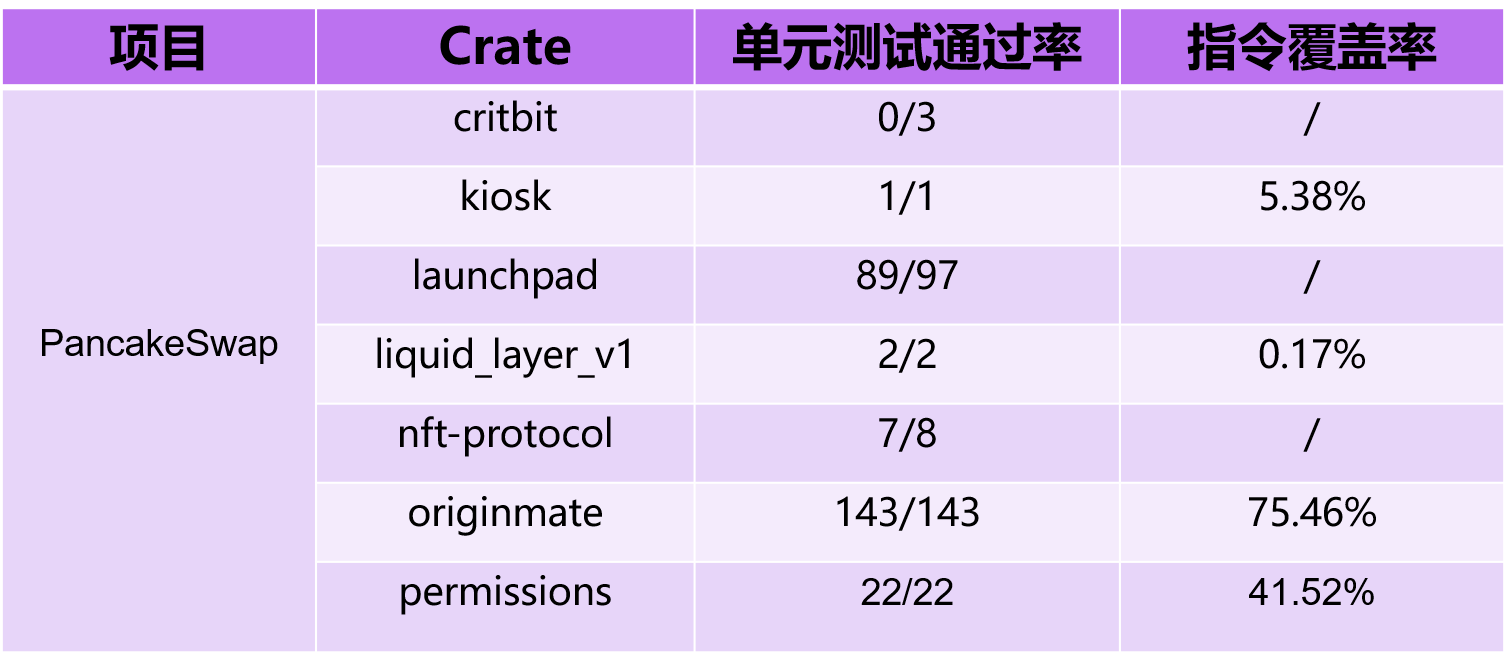 项目 Crate 单元测试通过率 指令覆盖率
critbit 0/3 /
kiosk 1/1 5.38%
launchpad 89/97 /
PancakeSwap liquid_layer_v1 2/2 0.17%
nft-protocol 7/8 /
originmate 143/143 75.46%
permissions 22/22 41.52%